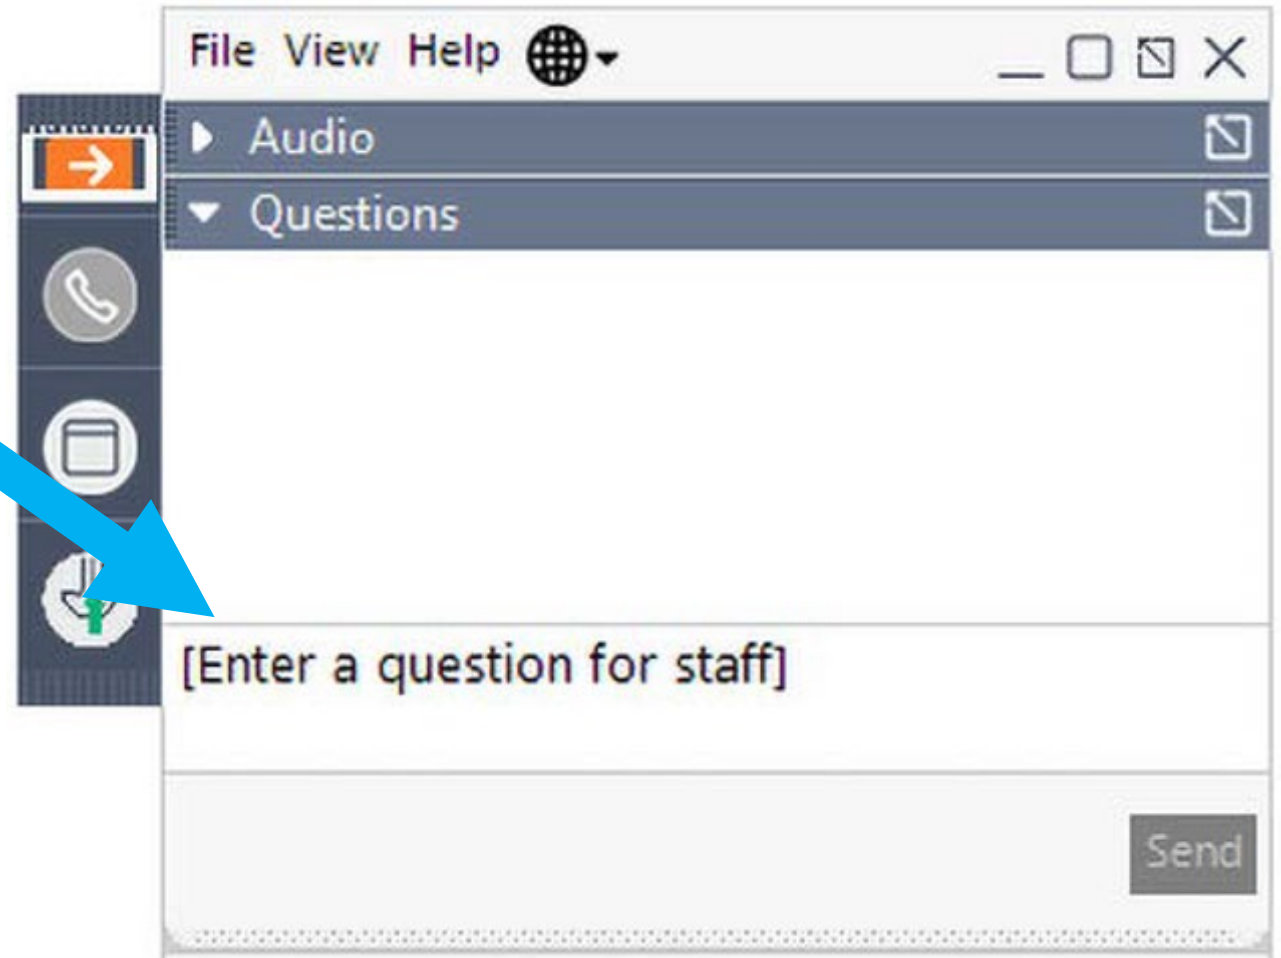 File View Help
Audio
Questions
[Enter a question for staff]
Send